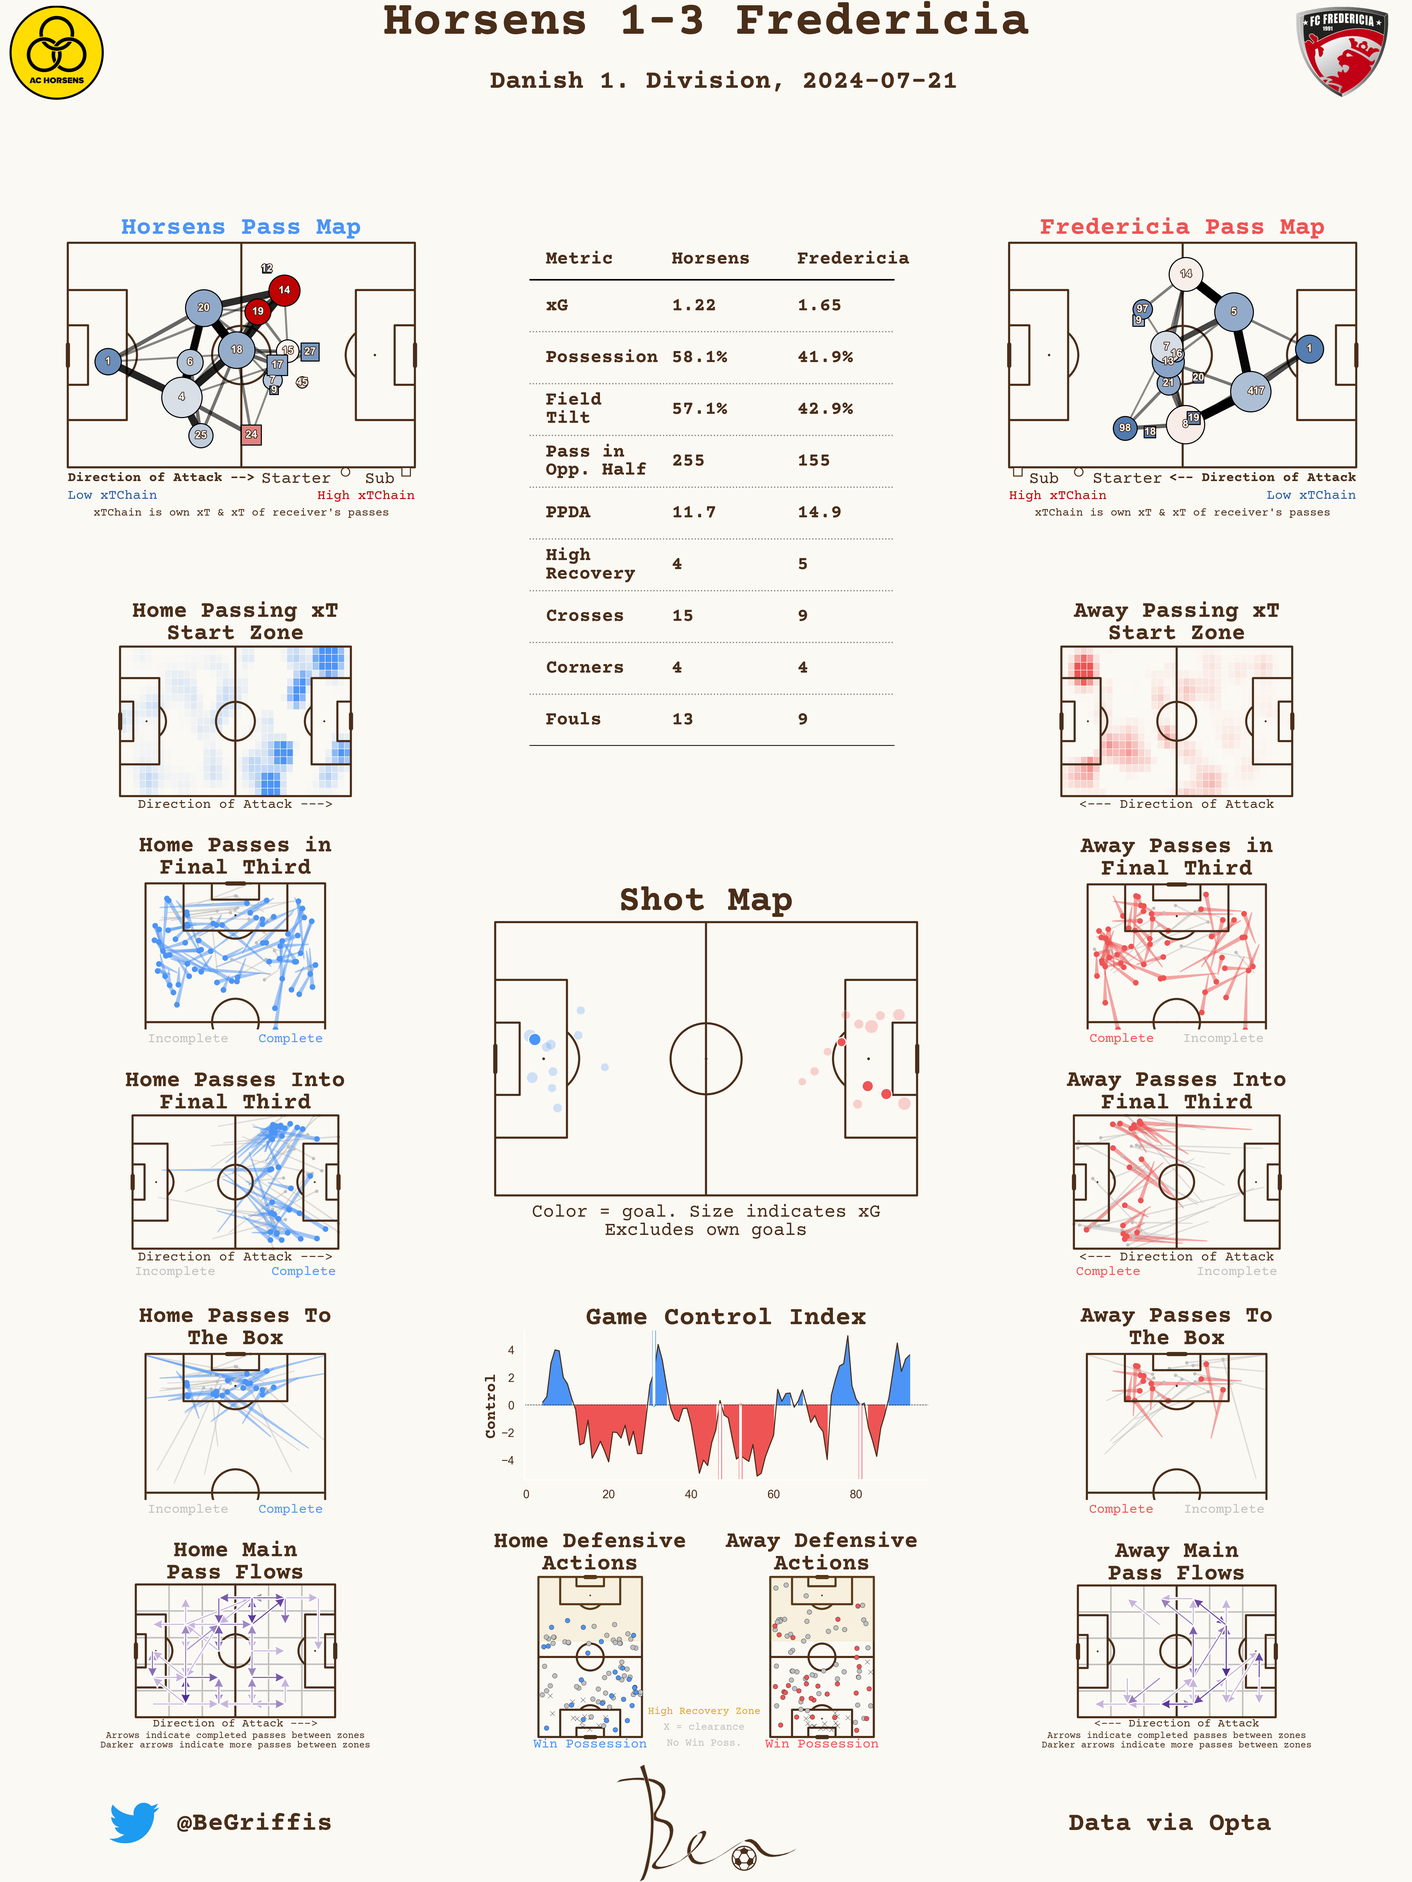 Horsens 1-3 Fredericia
Danish 1. Division, 2024-07-21
AC HORSENS
FC FREDERICIA
1991
Horsens Pass Map
12
14
20
19
18
15
27
1
6
17
7
9
45
4
25
24
Direction of Attack --> Starter Sub
Low xTChain High xTChain
xTChain is own xT & xT of receiver's passes
Metric Horsens Fredericia
xG 1.22 1.65
Possession 58.1% 41.9%
Field
Tilt 57.1% 42.9%
Pass in
Opp. Half 255 155
PPDA 11.7 14.9
High
Recovery 4 5
Crosses 15 9
Corners 4 4
Fouls 13 9
Fredericia Pass Map
14
97
9
5
7
16
13
1
21
20
417
19
8
98
18
Sub Starter <-- Direction of Attack
High xTChain Low xTChain
xTChain is own xT & xT of receiver's passes
Home Passing xT
Start Zone
Direction of Attack --->
Away Passing xT
Start Zone
<--- Direction of Attack
Home Passes in
Final Third
Incomplete Complete
Away Passes in
Final Third
Complete Incomplete
Shot Map
Color = goal. Size indicates xG
Excludes own goals
Home Passes Into
Final Third
Direction of Attack --->
Incomplete Complete
Away Passes Into
Final Third
<--- Direction of Attack
Complete Incomplete
Home Passes To
The Box
Incomplete Complete
Game Control Index
Control
4
2
0
−2
−4
0 20 40 60 80
Away Passes To
The Box
Complete Incomplete
Home Main
Pass Flows
Direction of Attack --->
Arrows indicate completed passes between zones
Darker arrows indicate more passes between zones
Home Defensive
Actions
Win Possession
High Recovery Zone
X = clearance
No Win Poss.
Away Defensive
Actions
Win Possession
Away Main
Pass Flows
<--- Direction of Attack
Arrows indicate completed passes between zones
Darker arrows indicate more passes between zones
@BeGriffis
Ben
Data via Opta